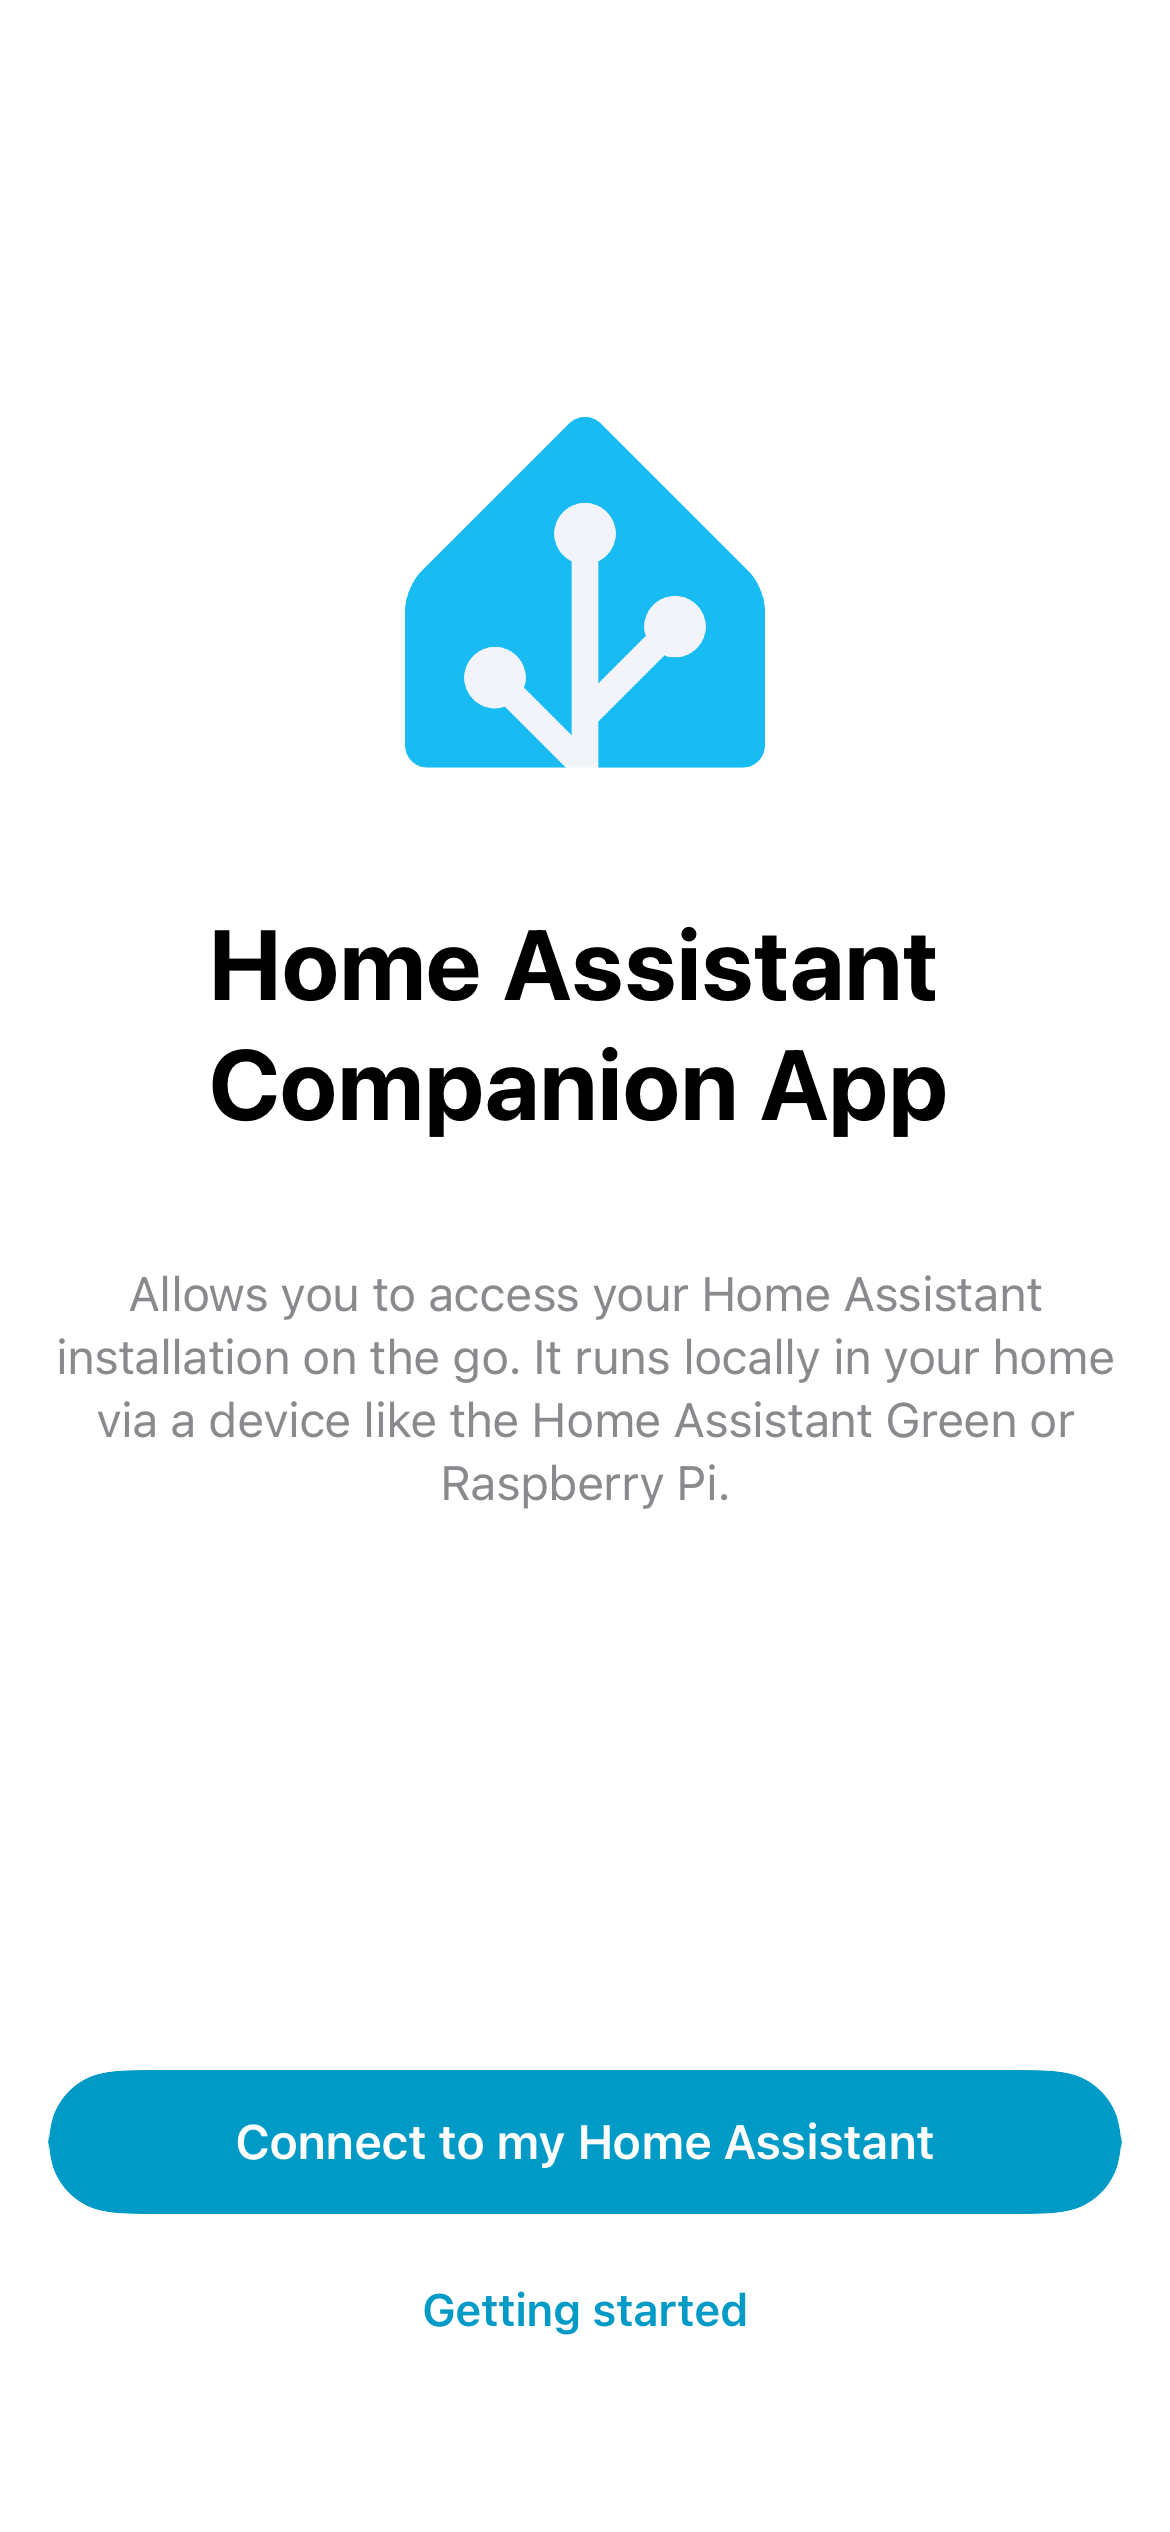 Home Assistant
Companion App
Allows you to access your Home Assistant
installation on the go. It runs locally in your home
via a device like the Home Assistant Green or
Raspberry Pi.
Connect to my Home Assistant
Getting started